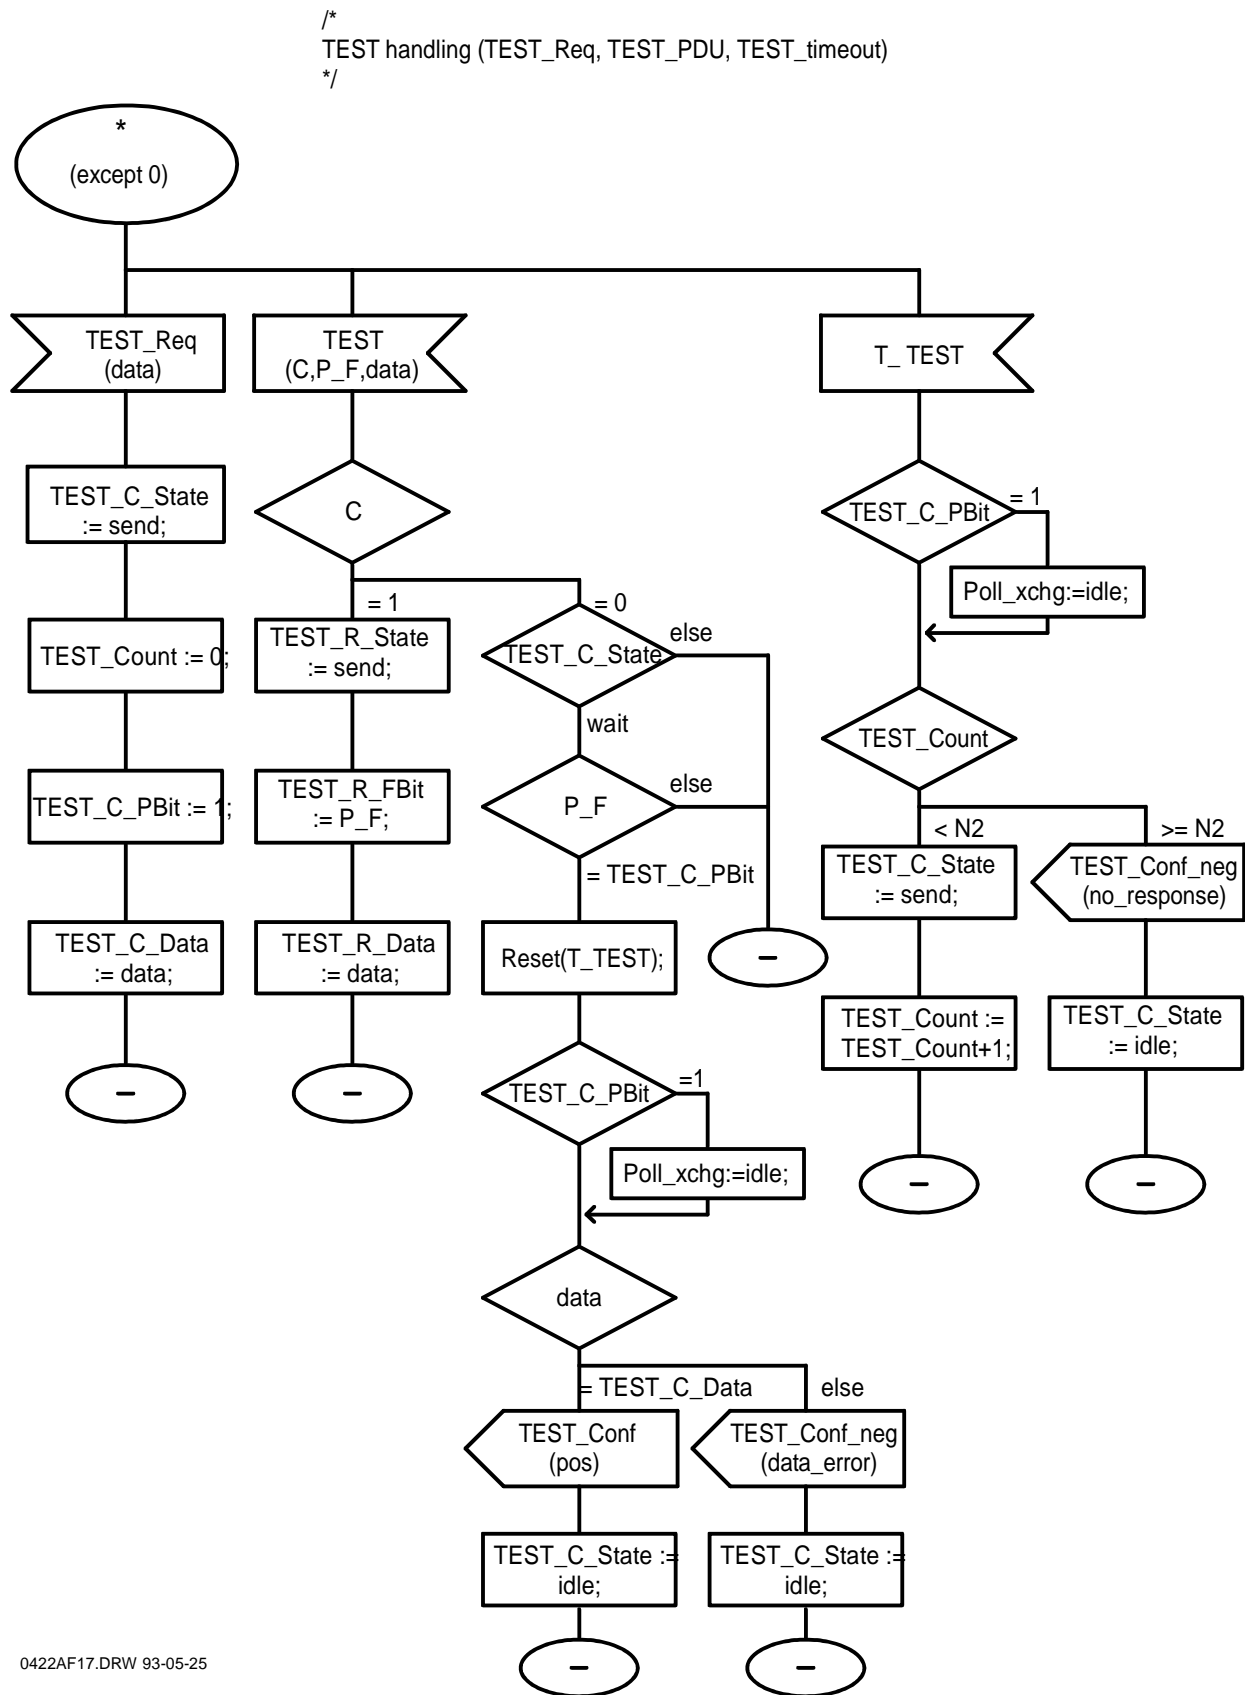 /*
TEST handling (TEST_Req, TEST_PDU, TEST_timeout)
*/
*
(except 0)
TEST_Req
(data)
TEST_C_State
:= send;
TEST_Count := 0;
TEST_C_PBit := 1;
TEST_C_Data
:= data;
–
TEST
(C,P_F,data)
C
= 1
TEST_R_State
:= send;
TEST_R_FBit
:= P_F;
TEST_R_Data
:= data;
–
= 0
TEST_C_State
else
wait
P_F
else
= TEST_C_PBit
Reset(T_TEST);
–
TEST_C_PBit
=1
Poll_xchg:=idle;
data
= TEST_C_Data
TEST_Conf
(pos)
TEST_C_State :=
idle;
–
else
TEST_Conf_neg
(data_error)
TEST_C_State :=
idle;
–
T_ TEST
TEST_C_PBit
= 1
Poll_xchg:=idle;
TEST_Count
< N2
TEST_C_State
:= send;
TEST_Count :=
TEST_Count+1;
–
>= N2
TEST_Conf_neg
(no_response)
TEST_C_State
:= idle;
–
0422AF17.DRW 93-05-25